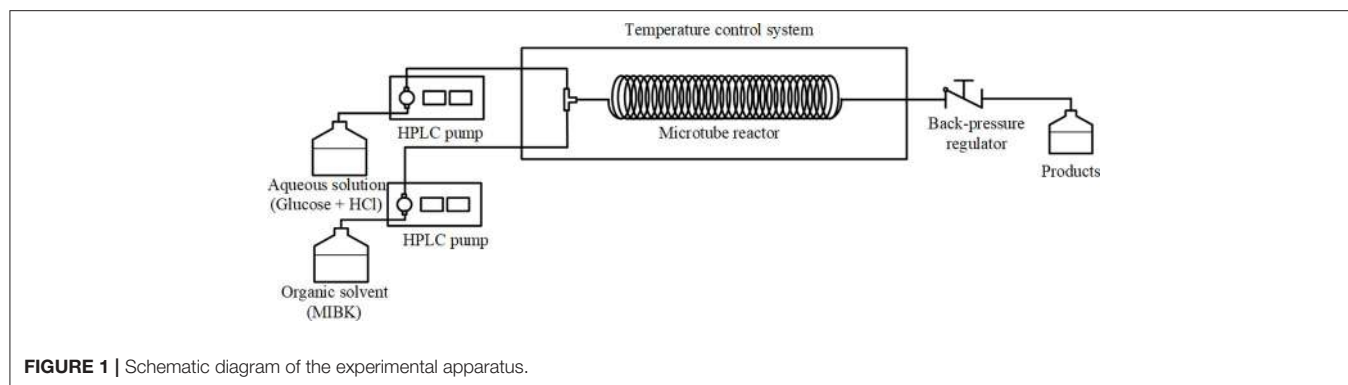 Temperature control system
HPLC pump
Microtube reactor
Back-pressure
regulator
Products
Aqueous solution
(Glucose + HCl)
HPLC pump
Organic solvent
(MIBK)
FIGURE 1 | Schematic diagram of the experimental apparatus.